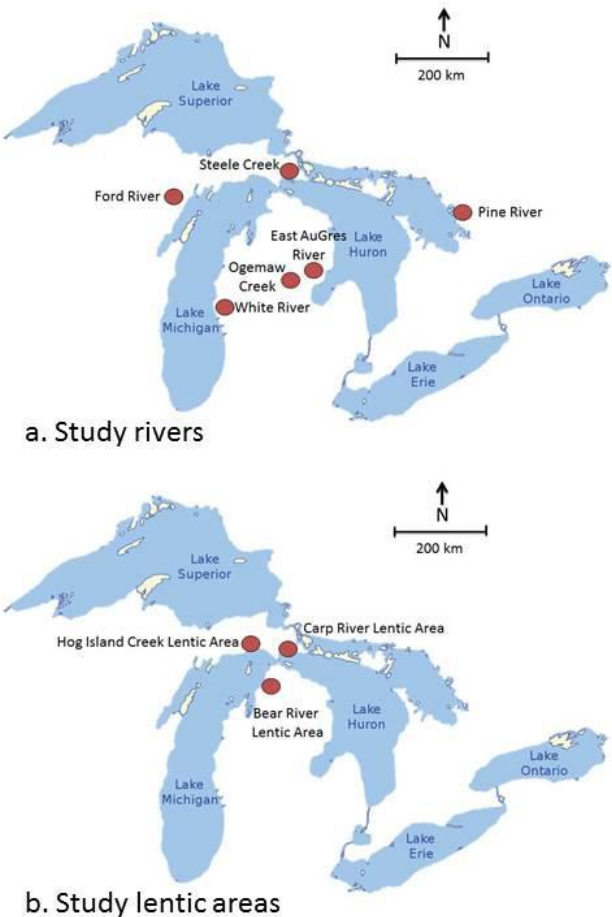 N
200 km
Lake
Superior
Steele Creek
Ford River
Pine River
East AuGres
River
Lake
Huron
Ogemaw
Creek
White River
Lake
Michigan
Lake
Ontario
Lake
Erie
a. Study rivers
N
200 km
Lake
Superior
Carp River Lentic Area
Hog Island Creek Lentic Area
Bear River
Lentic Area
Lake
Huron
Lake
Ontario
Lake
Michigan
Lake
Erie
b. Study lentic areas